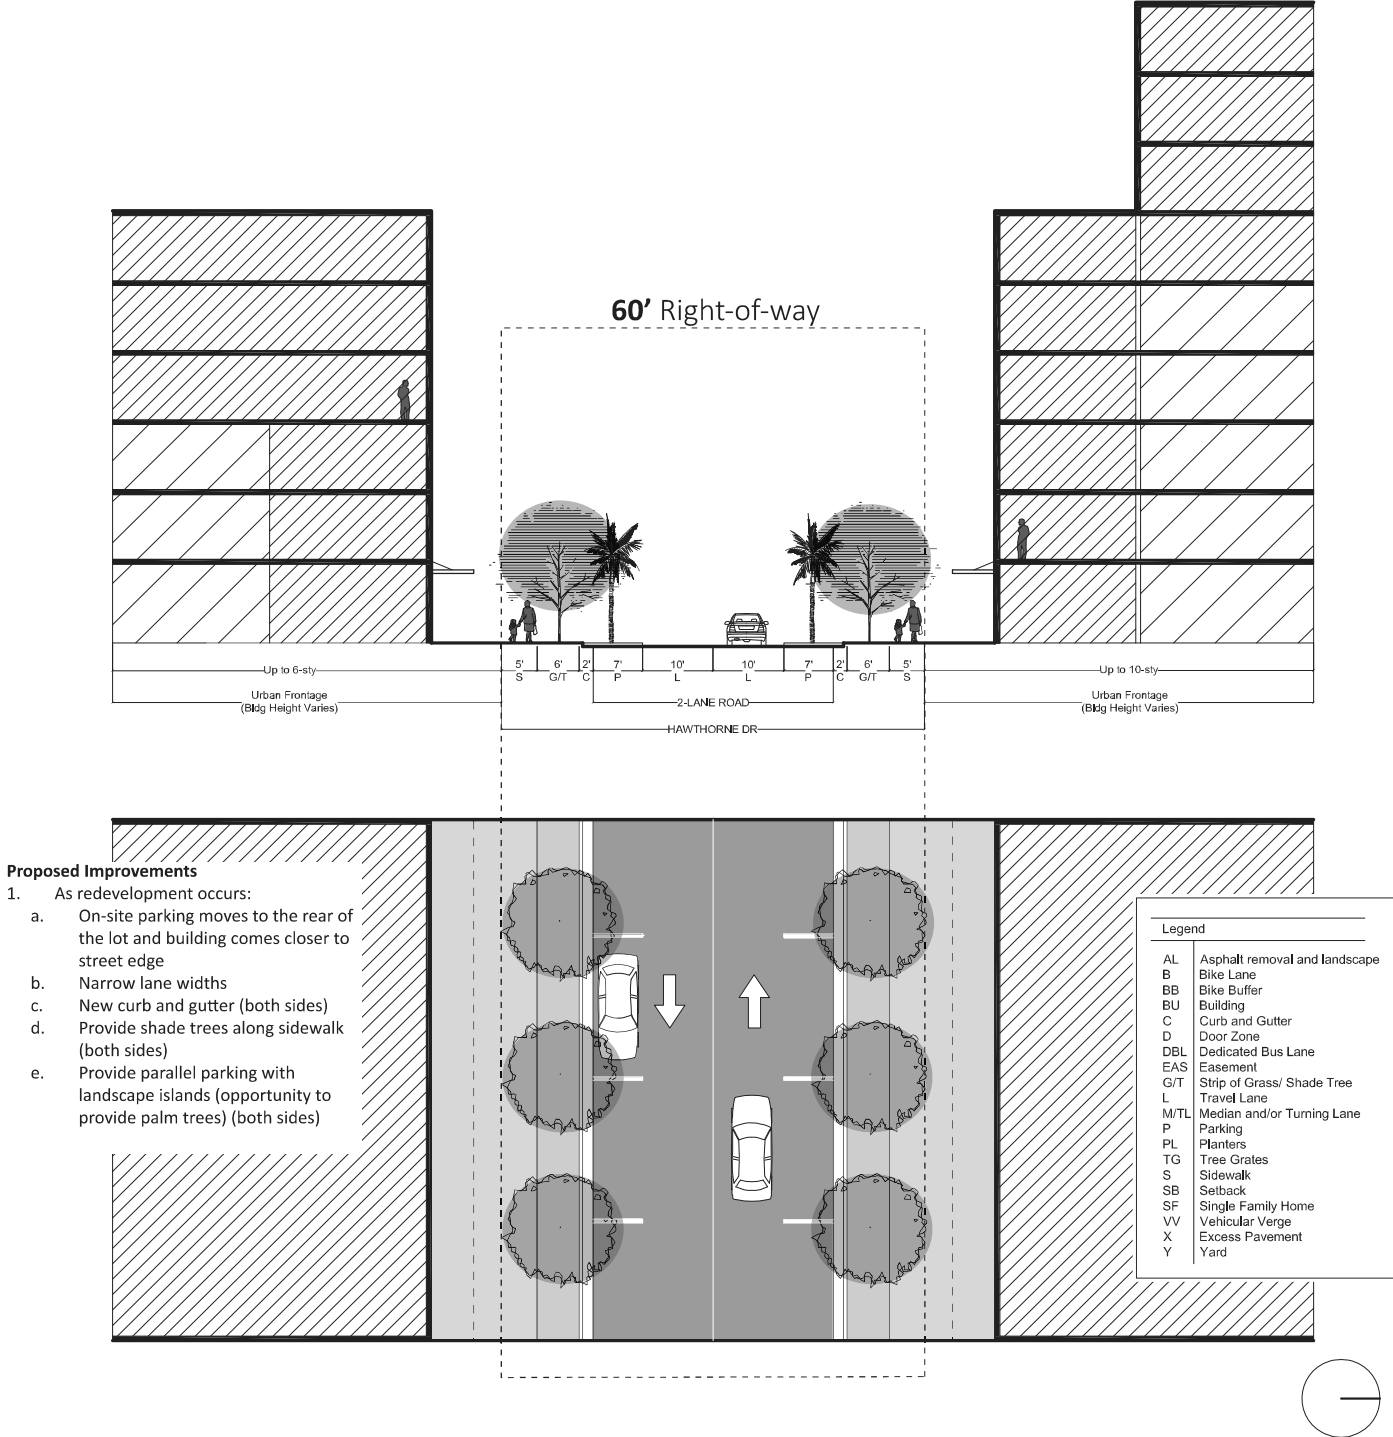 60’ Right-of-way
5' 6' 2' 7' 10' 10' 7' 2' 6' 5'
S G/T C P L L P C G/T S
Up to 6-sty
Up to 10-sty
Urban Frontage
(Bldg Height Varies)
Urban Frontage
(Bldg Height Varies)
2-LANE ROAD
HAWTHORNE DR
Proposed Improvements
1. As redevelopment occurs:
a. On-site parking moves to the rear of
the lot and building comes closer to
street edge
b. Narrow lane widths
c. New curb and gutter (both sides)
d. Provide shade trees along sidewalk
(both sides)
e. Provide parallel parking with
landscape islands (opportunity to
provide palm trees) (both sides)
Legend
AL Asphalt removal and landscape
B Bike Lane
BB Bike Buffer
BU Building
C Curb and Gutter
D Door Zone
DBL Dedicated Bus Lane
EAS Easement
G/T Strip of Grass/ Shade Tree
L Travel Lane
M/TL Median and/or Turning Lane
P Parking
PL Planters
TG Tree Grates
S Sidewalk
SB Setback
SF Single Family Home
VV Vehicular Verge
X Excess Pavement
Y Yard